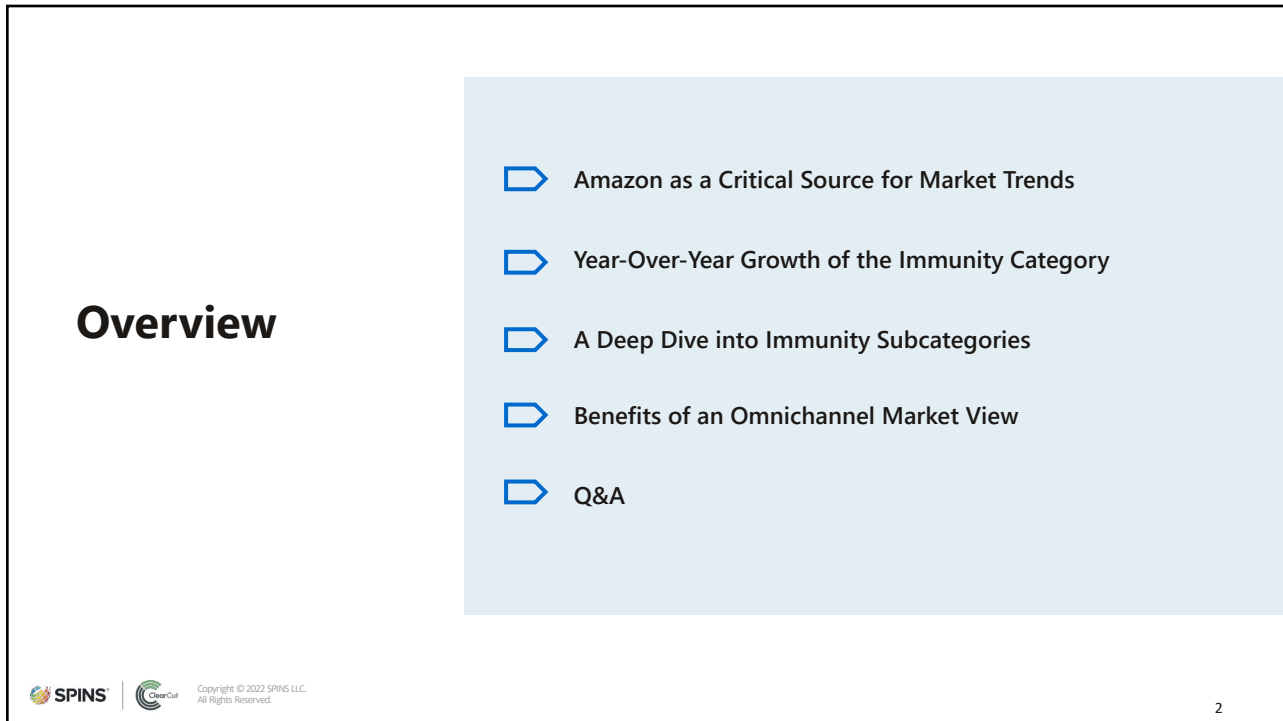 Overview
Amazon as a Critical Source for Market Trends
Year-Over-Year Growth of the Immunity Category
A Deep Dive into Immunity Subcategories
Benefits of an Omnichannel Market View
Q&A
SPINS
ClearCut
Copyright © 2022 SPINS LLC.
All Rights Reserved.
2